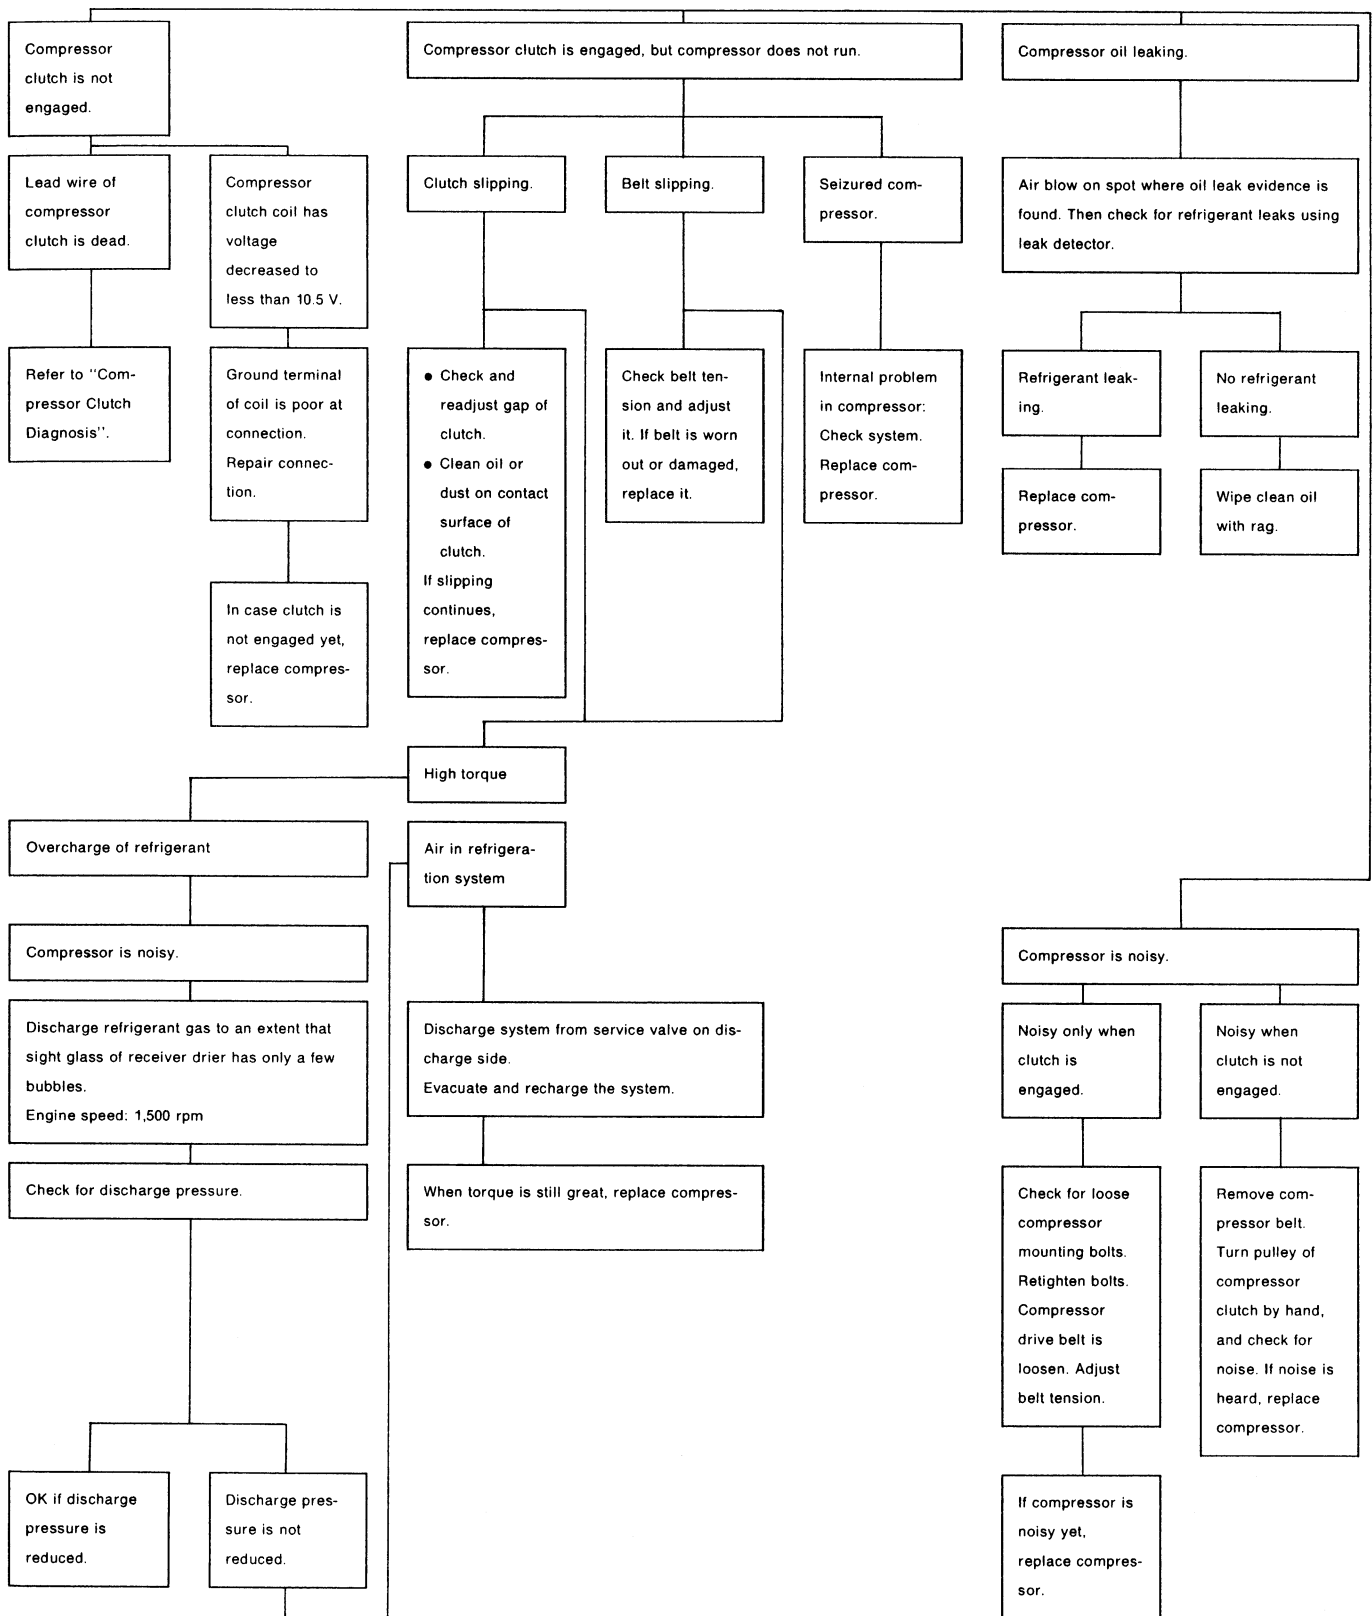 Compressor
clutch is not
engaged.
Compressor clutch is engaged, but compressor does not run.
Compressor oil leaking.
Lead wire of
compressor
clutch is dead.
Compressor
clutch coil has
voltage
decreased to
less than 10.5 V.
Clutch slipping.
Belt slipping.
Seizured com-
pressor.
Air blow on spot where oil leak evidence is
found. Then check for refrigerant leaks using
leak detector.
Refer to "Com-
pressor Clutch
Diagnosis".
Ground terminal
of coil is poor at
connection.
Repair connec-
tion.
● Check and
readjust gap of
clutch.
● Clean oil or
dust on contact
surface of
clutch.
If slipping
continues,
replace compres-
sor.
Check belt ten-
sion and adjust
it. If belt is worn
out or damaged,
replace it.
Internal problem
in compressor:
Check system.
Replace com-
pressor.
Refrigerant leak-
ing.
No refrigerant
leaking.
Replace com-
pressor.
Wipe clean oil
with rag.
In case clutch is
not engaged yet,
replace compres-
sor.
High torque
Overcharge of refrigerant
Air in refrigera-
tion system
Compressor is noisy.
Compressor is noisy.
Discharge refrigerant gas to an extent that
sight glass of receiver drier has only a few
bubbles.
Engine speed: 1,500 rpm
Discharge system from service valve on dis-
charge side.
Evacuate and recharge the system.
Noisy only when
clutch is
engaged.
Noisy when
clutch is not
engaged.
Check for discharge pressure.
When torque is still great, replace compres-
sor.
Check for loose
compressor
mounting bolts.
Retighten bolts.
Compressor
drive belt is
loosen. Adjust
belt tension.
Remove com-
pressor belt.
Turn pulley of
compressor
clutch by hand,
and check for
noise. If noise is
heard, replace
compressor.
OK if discharge
pressure is
reduced.
Discharge pres-
sure is not
reduced.
If compressor is
noisy yet,
replace compres-
sor.